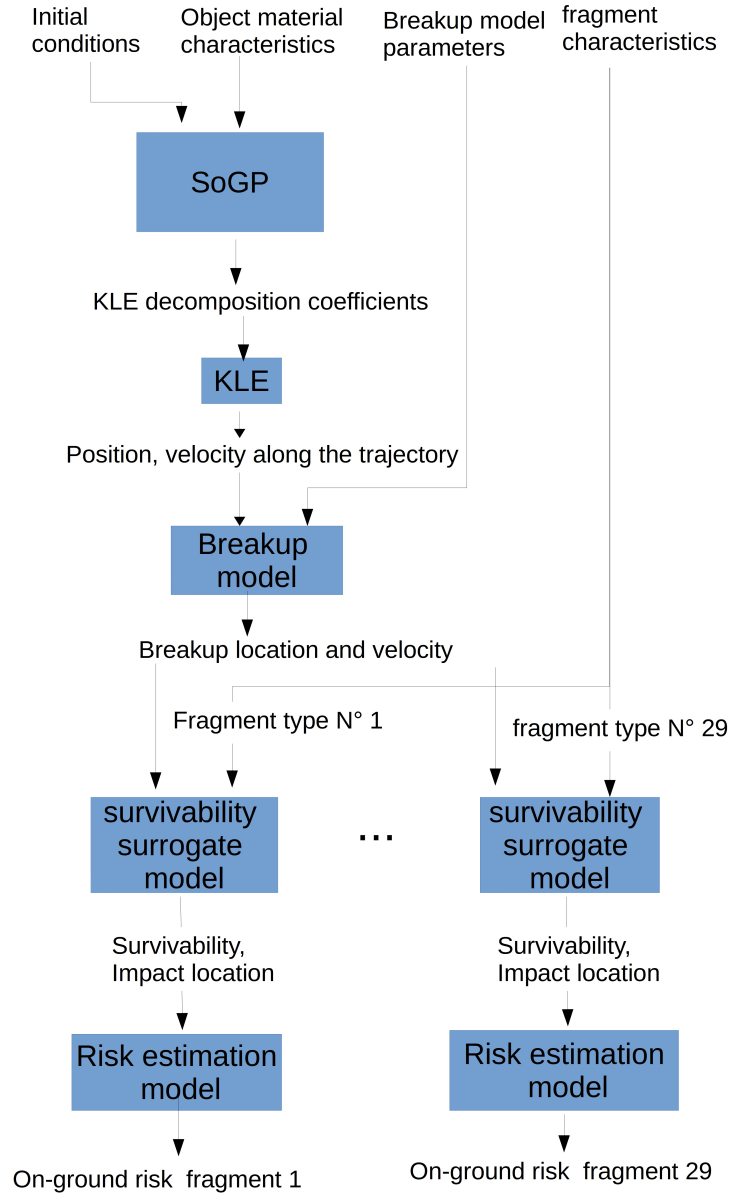 Initial
conditions
Object material
characteristics
Breakup model
parameters
fragment
characteristics
SoGP
KLE decomposition coefficients
KLE
Position, velocity along the trajectory
Breakup
model
Breakup location and velocity
Fragment type N° 1
fragment type N° 29
survivability
surrogate
model
...
survivability
surrogate
model
Survivability,
Impact location
Survivability,
Impact location
Risk estimation
model
Risk estimation
model
On-ground risk  fragment 1
On-ground risk  fragment 29